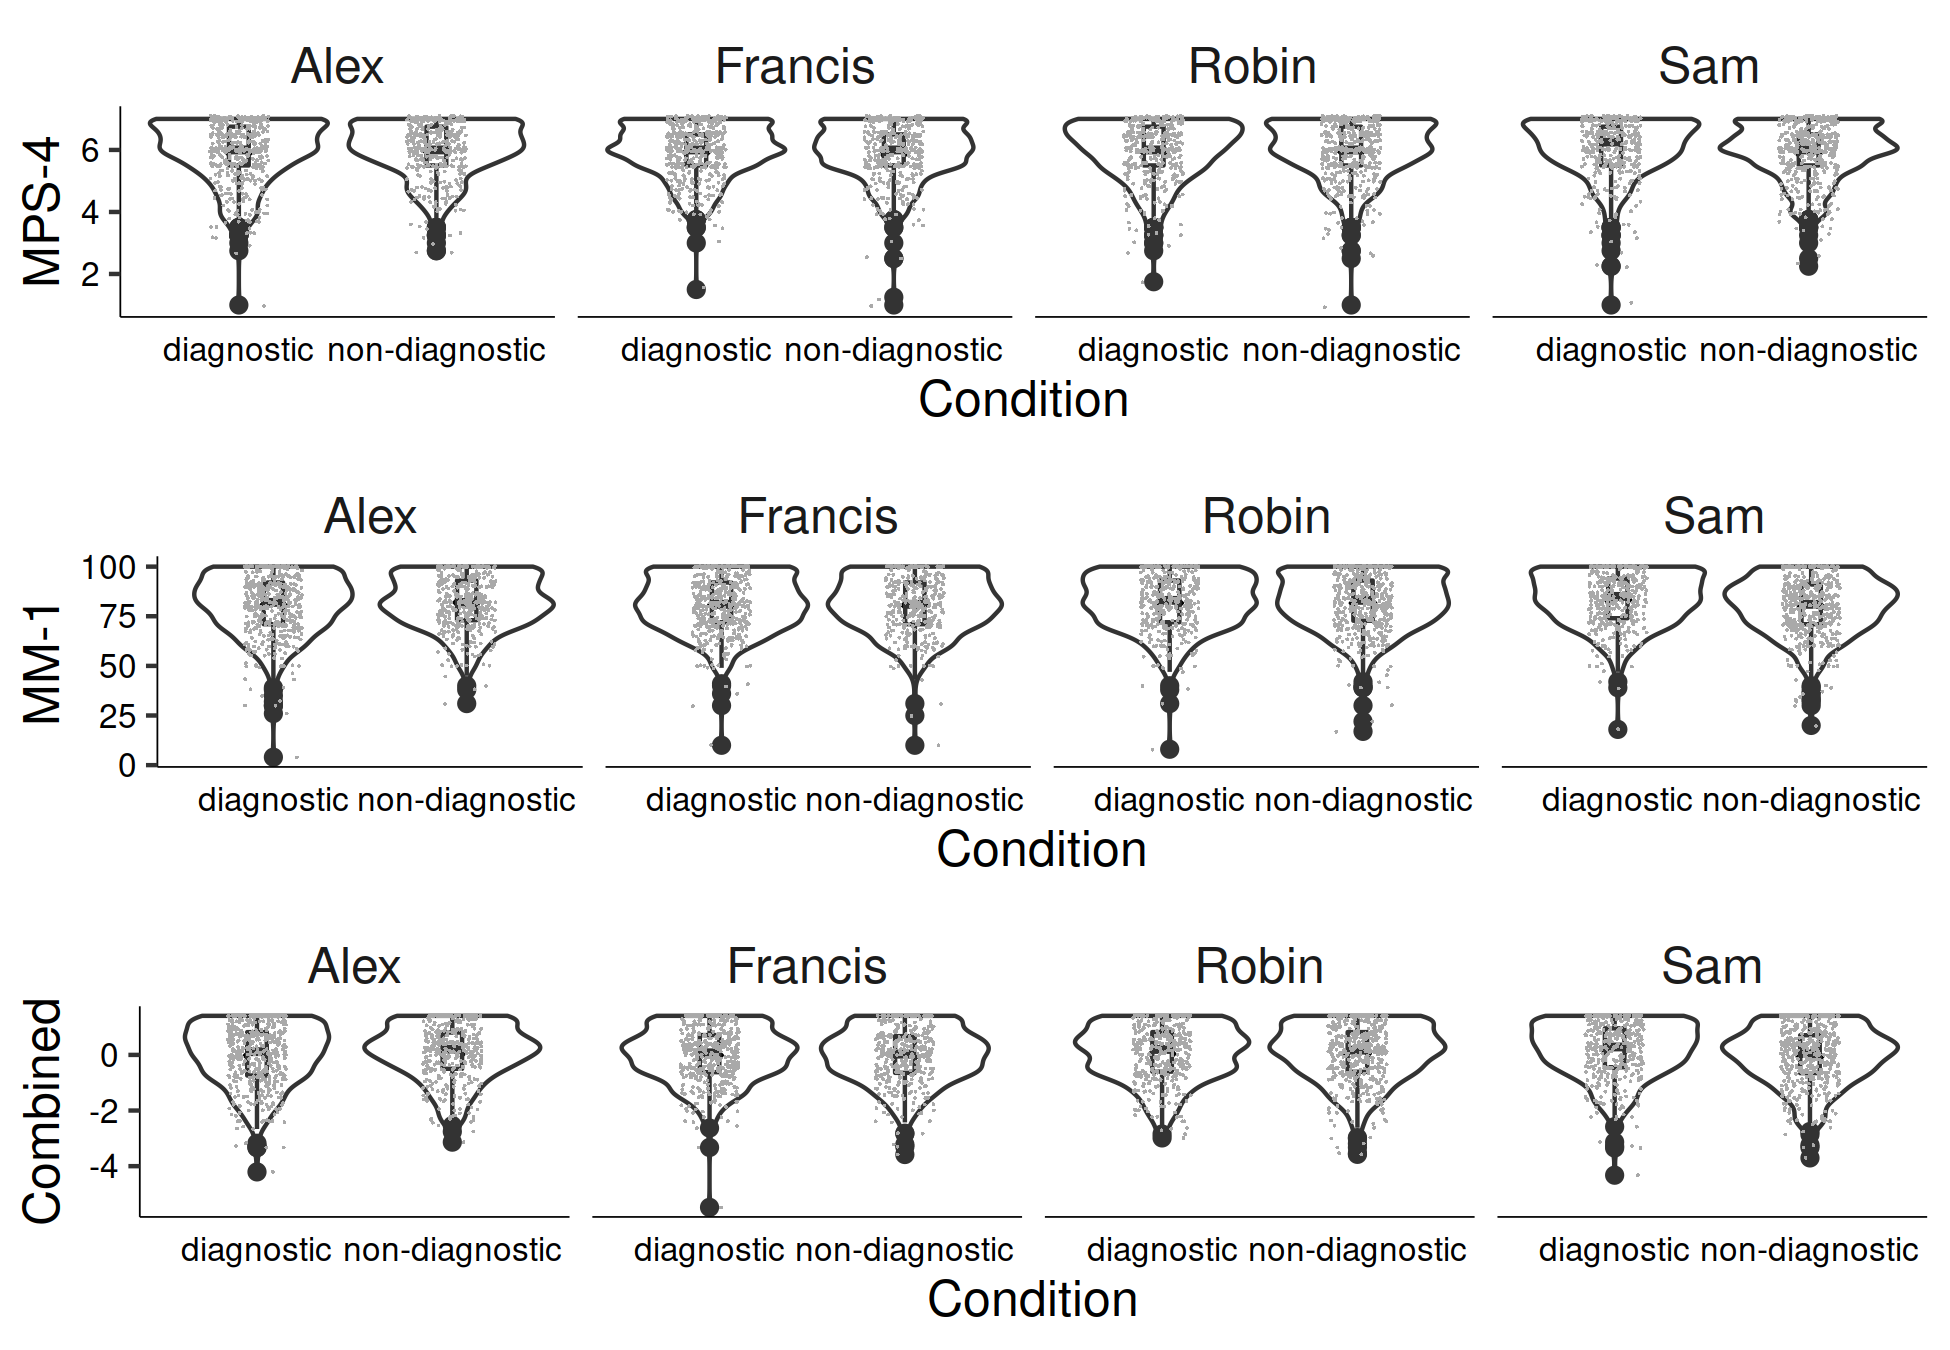 Alex Francis Robin Sam
MPS-4
6
4
2
diagnostic non-diagnostic diagnostic non-diagnostic diagnostic non-diagnostic diagnostic non-diagnostic
Condition
Alex Francis Robin Sam
MM-1
100
75
50
25
0
diagnostic non-diagnostic diagnostic non-diagnostic diagnostic non-diagnostic diagnostic non-diagnostic
Condition
Alex Francis Robin Sam
Combined
0
-2
-4
diagnostic non-diagnostic diagnostic non-diagnostic diagnostic non-diagnostic diagnostic non-diagnostic
Condition